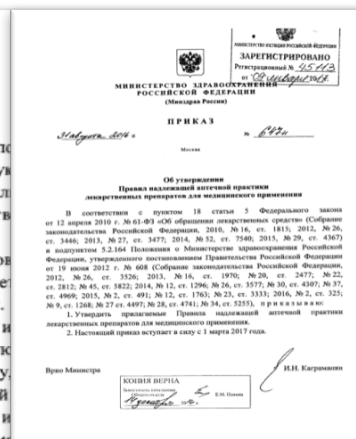 МИНИСТЕРСТВО ЮСТИЦИИ РОССИЙСКОЙ ФЕДЕРАЦИИ
ЗАРЕГИСТРИРОВАНО
Регистрационный № 45113
от "09" января 2017.
МИНИСТЕРСТВО ЗДРАВООХРАНЕНИЯ
РОССИЙСКОЙ ФЕДЕРАЦИИ
(Минздрав России)
ПРИКАЗ
31 августа 2016 г. № 647н
Москва
Об утверждении
Правил надлежащей аптечной практики
лекарственных препаратов для медицинского применения
В соответствии с пунктом 18 статьи 5 Федерального закона
от 12 апреля 2010 г. № 61-ФЗ «Об обращении лекарственных средств» (Собрание
законодательства Российской Федерации, 2010, № 16, ст. 1815; 2012, № 26,
ст. 3446; 2013, № 27, ст. 3477; 2014, № 52, ст. 7540; 2015, № 29, ст. 4367)
и подпунктом 5.2.164 Положения о Министерстве здравоохранения Российской
Федерации, утвержденного постановлением Правительства Российской Федерации
от 19 июня 2012 г. № 608 (Собрание законодательства Российской Федерации,
2012, № 26, ст. 3526; 2013, № 16, ст. 1970; № 20, ст. 2477; № 22,
ст. 2812; № 45, ст. 5822; 2014, № 12, ст. 1296; № 26, ст. 3577; № 30, ст. 4307; № 37,
ст. 4969; 2015, № 2, ст. 491; № 12, ст. 1763; № 23, ст. 3333; 2016, № 2, ст. 325;
№ 9, ст. 1268; № 27 ст. 4497; № 28, ст. 4741; № 34, ст. 5255), приказываю:
1. Утвердить прилагаемые Правила надлежащей аптечной практики
лекарственных препаратов для медицинского применения.
2. Настоящий приказ вступает в силу с 1 марта 2017 года.
Врио Министра И.Н. Каграманян
КОПИЯ ВЕРНА